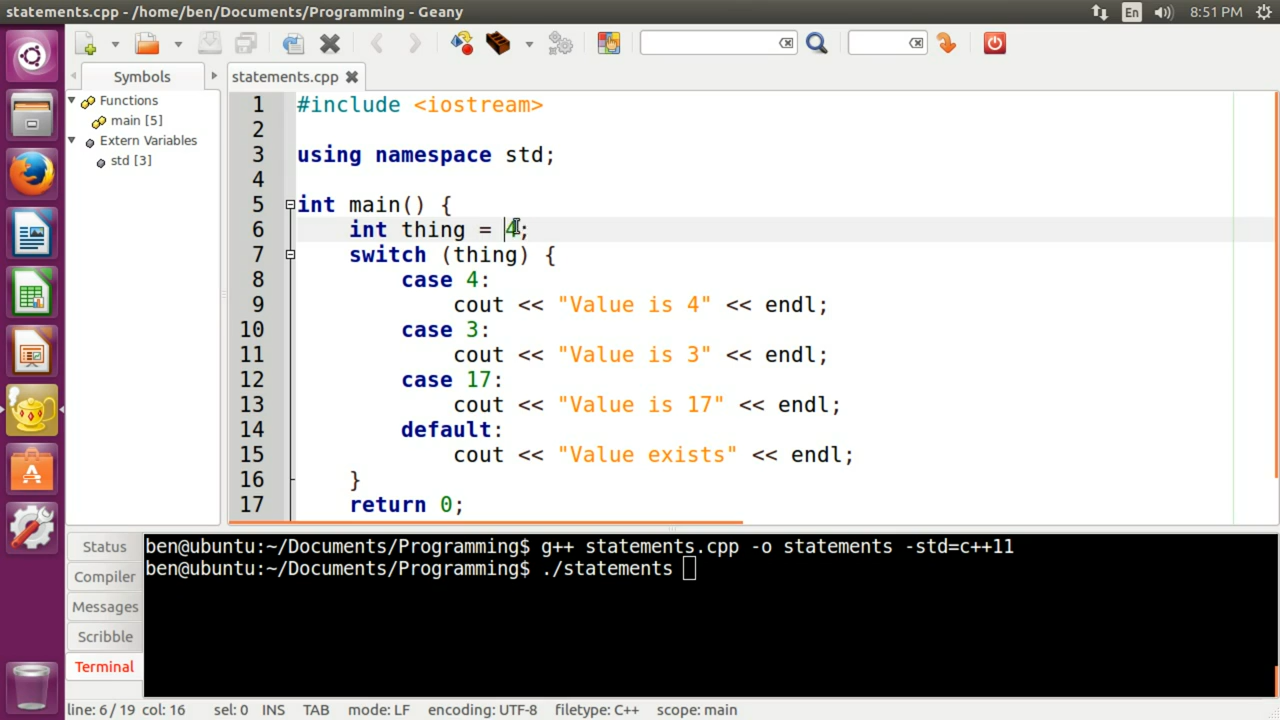 statements.cpp - /home/ben/Documents/Programming - Geany
En
8:51 PM
Symbols
statements.cpp
Functions
main [5]
Extern Variables
std [3]
1 #include <iostream>
2
3 using namespace std;
4
5 int main() {
6 int thing = 4;
7 switch (thing) {
8 case 4:
9 cout << "Value is 4" << endl;
10 case 3:
11 cout << "Value is 3" << endl;
12 case 17:
13 cout << "Value is 17" << endl;
14 default:
15 cout << "Value exists" << endl;
16 }
17 return 0;
Status
Compiler
Messages
Scribble
Terminal
ben@ubuntu:~/Documents/Programming$ g++ statements.cpp -o statements -std=c++11
ben@ubuntu:~/Documents/Programming$ ./statements
line: 6 / 19 col: 16 sel: 0 INS TAB mode: LF encoding: UTF-8 filetype: C++ scope: main